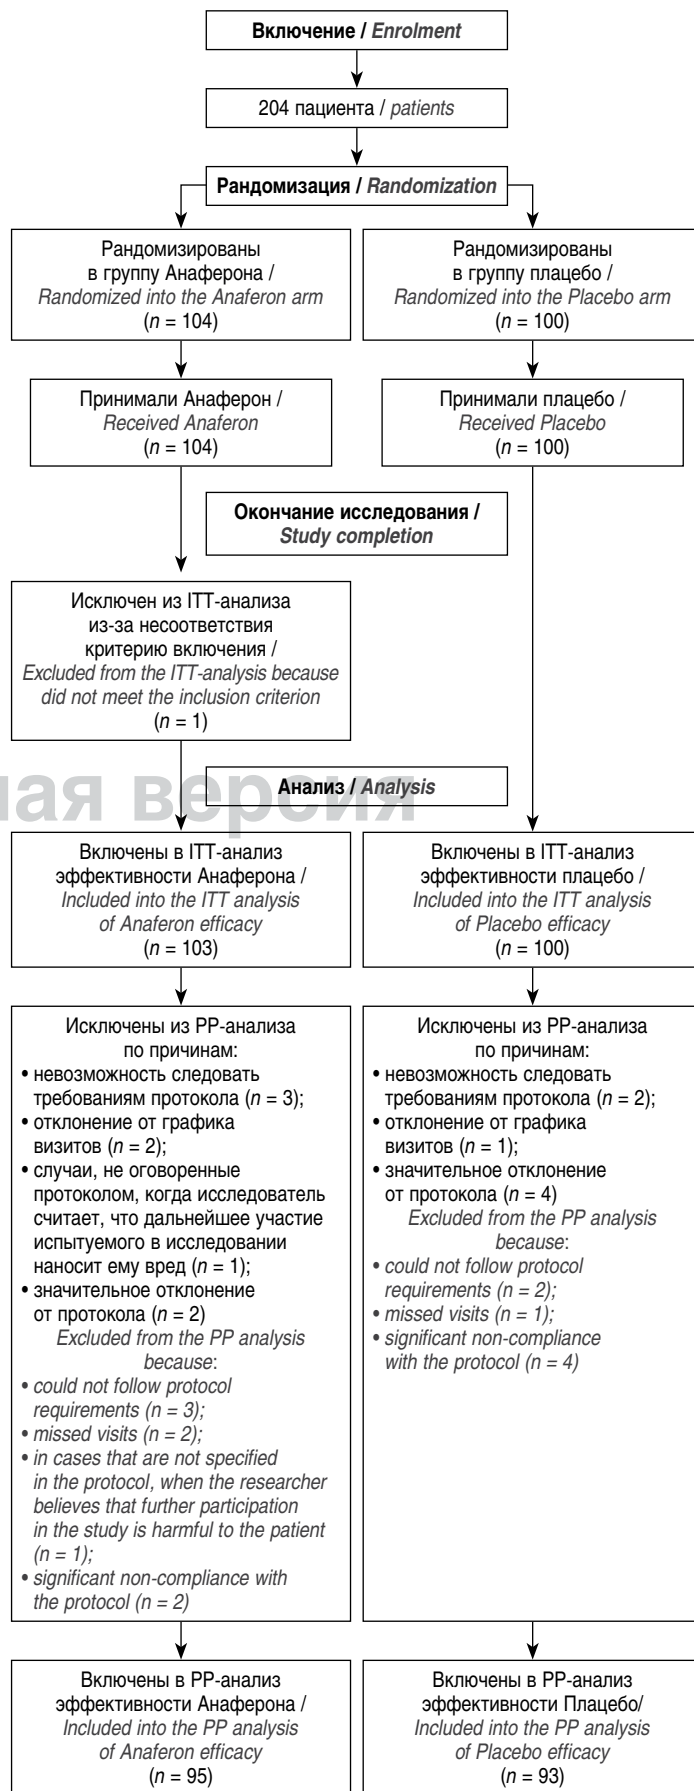 Включение / Enrolment
204 пациента / patients
Рандомизация / Randomization
Рандомизированы
в группу Анаферона /
Randomized into the Anaferon arm
(n = 104)
Рандомизированы
в группу плацебо /
Randomized into the Placebo arm
(n = 100)
Принимали Анаферон /
Received Anaferon
(n = 104)
Принимали плацебо /
Received Placebo
(n = 100)
Окончание исследования /
Study completion
Исключен из ITT-анализа
из-за несоответствия
критерию включения /
Excluded from the ITT-analysis because
did not meet the inclusion criterion
(n = 1)
ная версия
Анализ / Analysis
Включены в ITT-анализ
эффективности Анаферона /
Included into the ITT analysis
of Anaferon efficacy
(n = 103)
Включены в ITT-анализ
эффективности плацебо /
Included into the ITT analysis
of Placebo efficacy
(n = 100)
Исключены из PP-анализа
по причинам:
• невозможность следовать
требованиям протокола (n = 3);
• отклонение от графика
визитов (n = 2);
• случаи, не оговоренные
протоколом, когда исследователь
считает, что дальнейшее участие
испытуемого в исследовании
наносит ему вред (n = 1);
• значительное отклонение
от протокола (n = 2)
Excluded from the PP analysis
because:
• could not follow protocol
requirements (n = 3);
• missed visits (n = 2);
• in cases that are not specified
in the protocol, when the researcher
believes that further participation
in the study is harmful to the patient
(n = 1);
• significant non-compliance with
the protocol (n = 2)
Исключены из PP-анализа
по причинам:
• невозможность следовать
требованиям протокола (n = 2);
• отклонение от графика
визитов (n = 1);
• значительное отклонение
от протокола (n = 4)
Excluded from the PP analysis
because:
• could not follow protocol
requirements (n = 2);
• missed visits (n = 1);
• significant non-compliance
with the protocol (n = 4)
Включены в PP-анализ
эффективности Анаферона /
Included into the PP analysis
of Anaferon efficacy
(n = 95)
Включены в PP-анализ
эффективности Плацебо/
Included into the PP analysis
of Placebo efficacy
(n = 93)